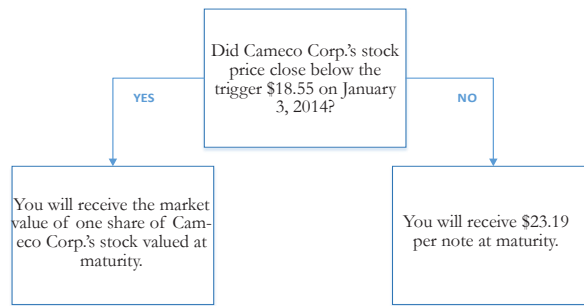 Did Cameco Corp.'s stock
price close below the
trigger $18.55 on January
3, 2014?
YES
NO
You will receive the market
value of one share of Cam-
eco Corp.'s stock valued at
maturity.
You will receive $23.19
per note at maturity.